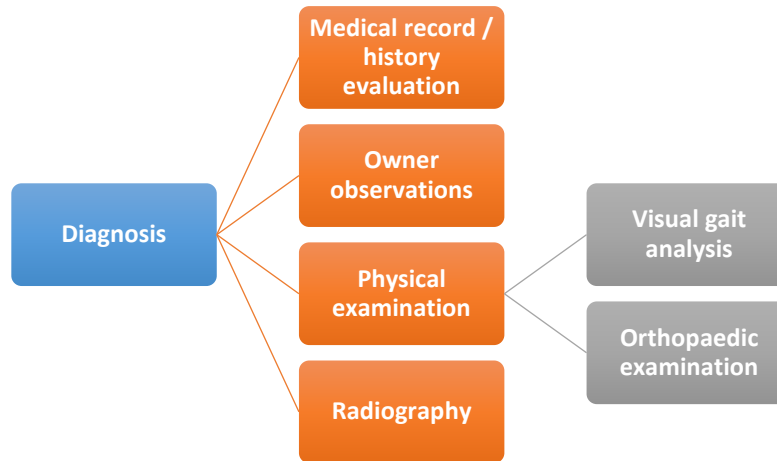 Medical record /
history
evaluation
Owner
observations
Diagnosis
Visual gait
analysis
Physical
examination
Orthopaedic
examination
Radiography